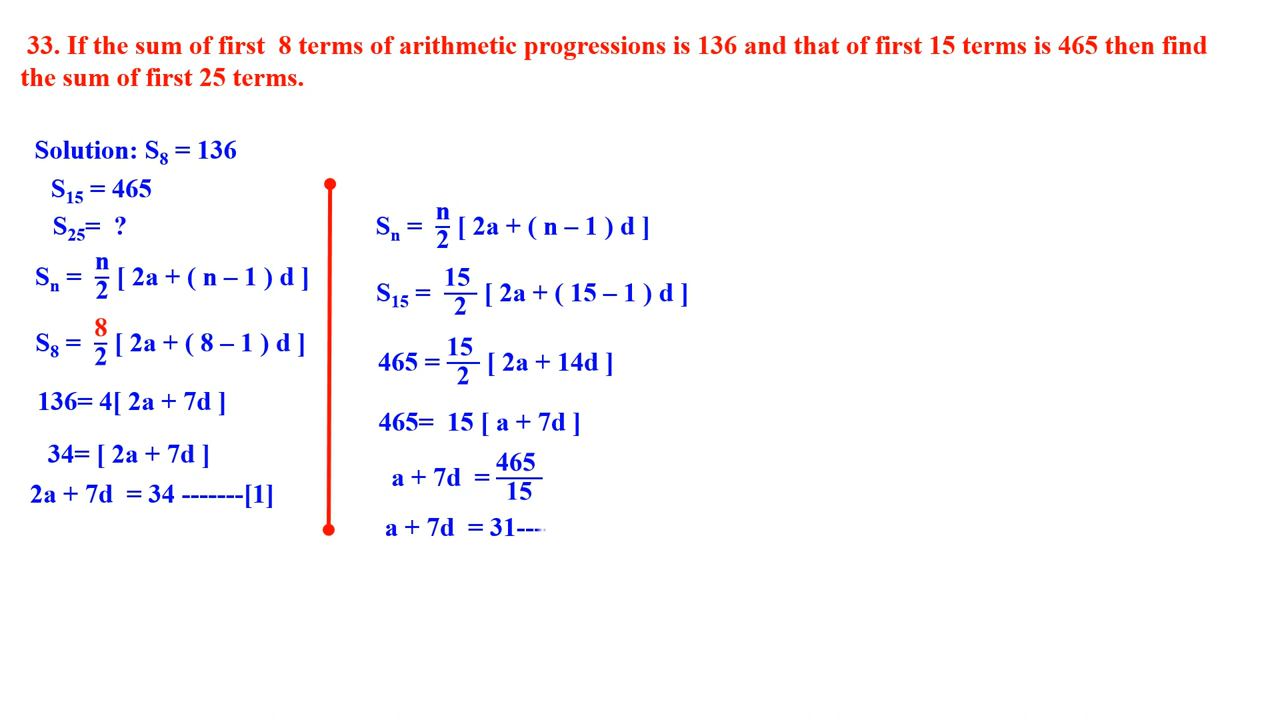 33. If the sum of first 8 terms of arithmetic progressions is 136 and that of first 15 terms is 465 then find
the sum of first 25 terms.
Solution: S₈ = 136
S₁₅ = 465
S₂₅= ?
Sₙ = n/2 [ 2a + ( n – 1 ) d ]
S₈ = 8/2 [ 2a + ( 8 – 1 ) d ]
136= 4[ 2a + 7d ]
34= [ 2a + 7d ]
2a + 7d = 34 -------[1]
Sₙ = n/2 [ 2a + ( n – 1 ) d ]
S₁₅ = 15/2 [ 2a + ( 15 – 1 ) d ]
465 = 15/2 [ 2a + 14d ]
465= 15 [ a + 7d ]
a + 7d = 465/15
a + 7d = 31----